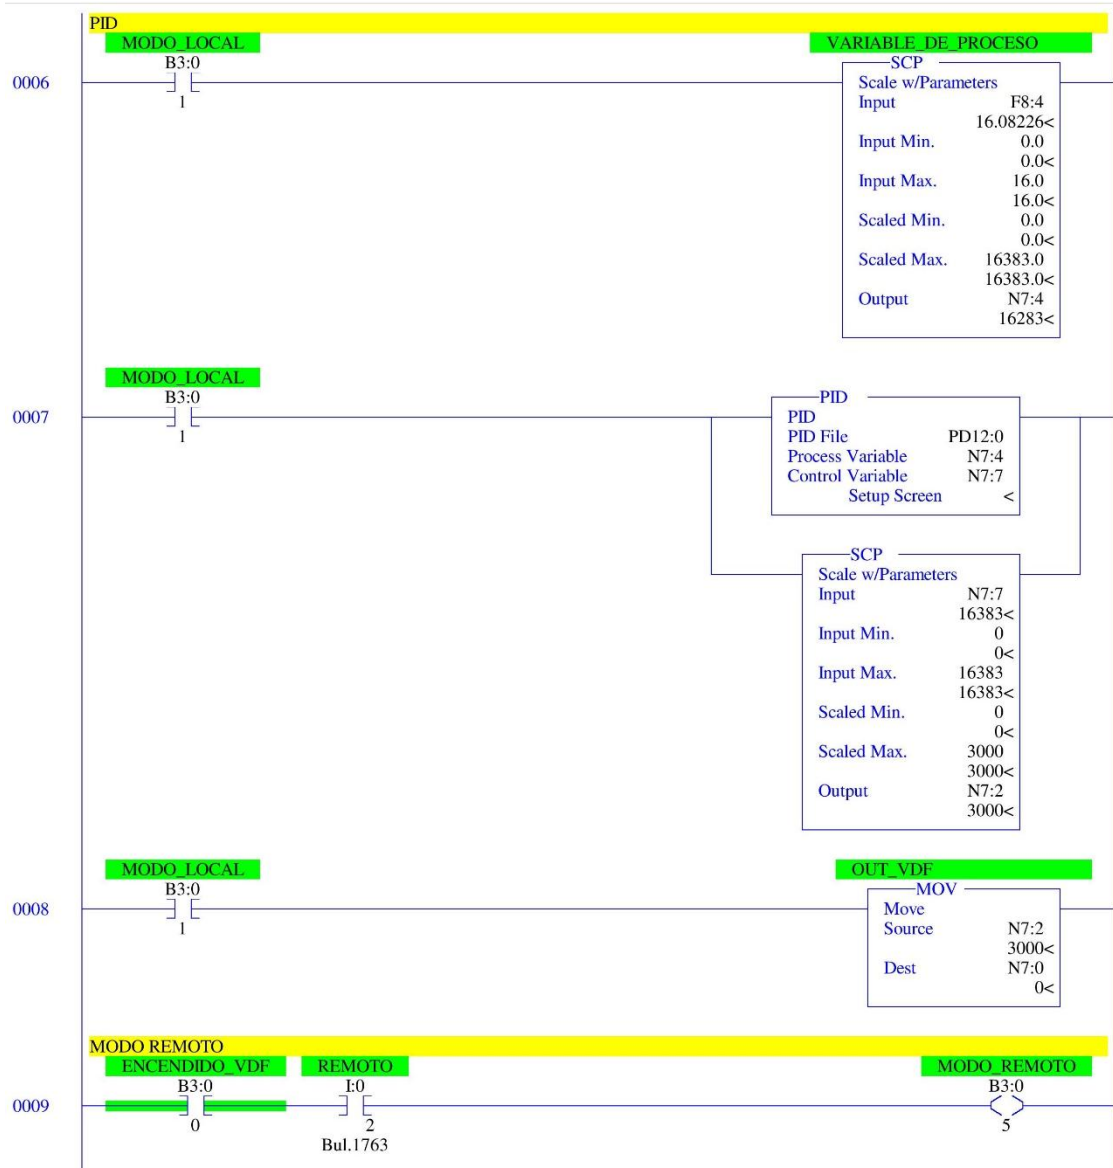 PID
MODO_LOCAL
B3:0
0006
1
VARIABLE_DE_PROCESO
SCP
Scale w/Parameters
Input F8:4
16.08226<
Input Min. 0.0
0.0<
Input Max. 16.0
16.0<
Scaled Min. 0.0
0.0<
Scaled Max. 16383.0
16383.0<
Output N7:4
16283<
MODO_LOCAL
B3:0
0007
1
PID
PID
PID File PD12:0
Process Variable N7:4
Control Variable N7:7
Setup Screen <
SCP
Scale w/Parameters
Input N7:7
16383<
Input Min. 0
0<
Input Max. 16383
16383<
Scaled Min. 0
0<
Scaled Max. 3000
3000<
Output N7:2
3000<
MODO_LOCAL
B3:0
0008
1
OUT_VDF
MOV
Move
Source N7:2
3000<
Dest N7:0
0<
MODO REMOTO
ENCENDIDO_VDF REMOTO MODO_REMOTO
B3:0 I:0 B3:0
0009
0 2 5
Bul.1763